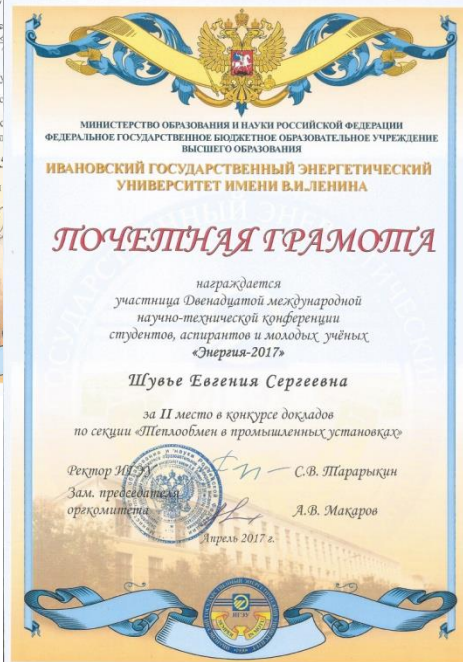 МИНИСТЕРСТВО ОБРАЗОВАНИЯ И НАУКИ РОССИЙСКОЙ ФЕДЕРАЦИИ
ФЕДЕРАЛЬНОЕ ГОСУДАРСТВЕННОЕ БЮДЖЕТНОЕ ОБРАЗОВАТЕЛЬНОЕ УЧРЕЖДЕНИЕ
ВЫСШЕГО ОБРАЗОВАНИЯ
ИВАНОВСКИЙ ГОСУДАРСТВЕННЫЙ ЭНЕРГЕТИЧЕСКИЙ
УНИВЕРСИТЕТ ИМЕНИ В.И.ЛЕНИНА
ПОЧЕТНАЯ ГРАМОТА
награждается
участница Двенадцатой международной
научно-технической конференции
студентов, аспирантов и молодых учёных
«Энергия-2017»
Шувье Евгения Сергеевна
за II место в конкурсе докладов
по секции «Теплообмен в промышленных установках»
Ректор ИГЭУ С.В. Тарарыкин
Зам. председателя
оргкомитета А.В. Макаров
Апрель 2017 г.
ИГЭУ